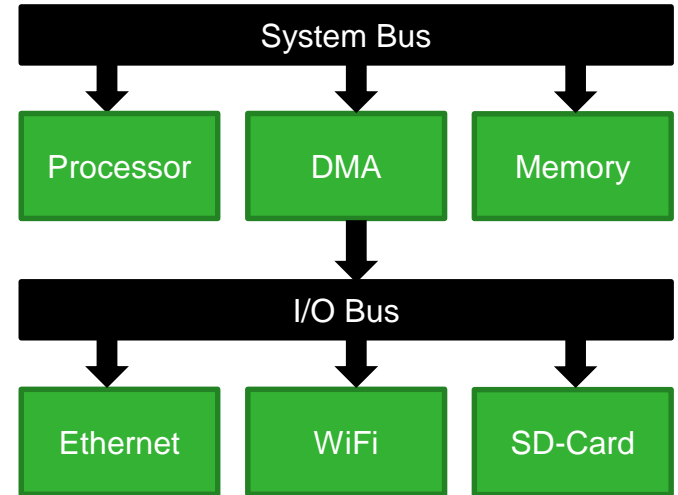 System Bus
Processor
DMA
Memory
I/O Bus
Ethernet
WiFi
SD-Card